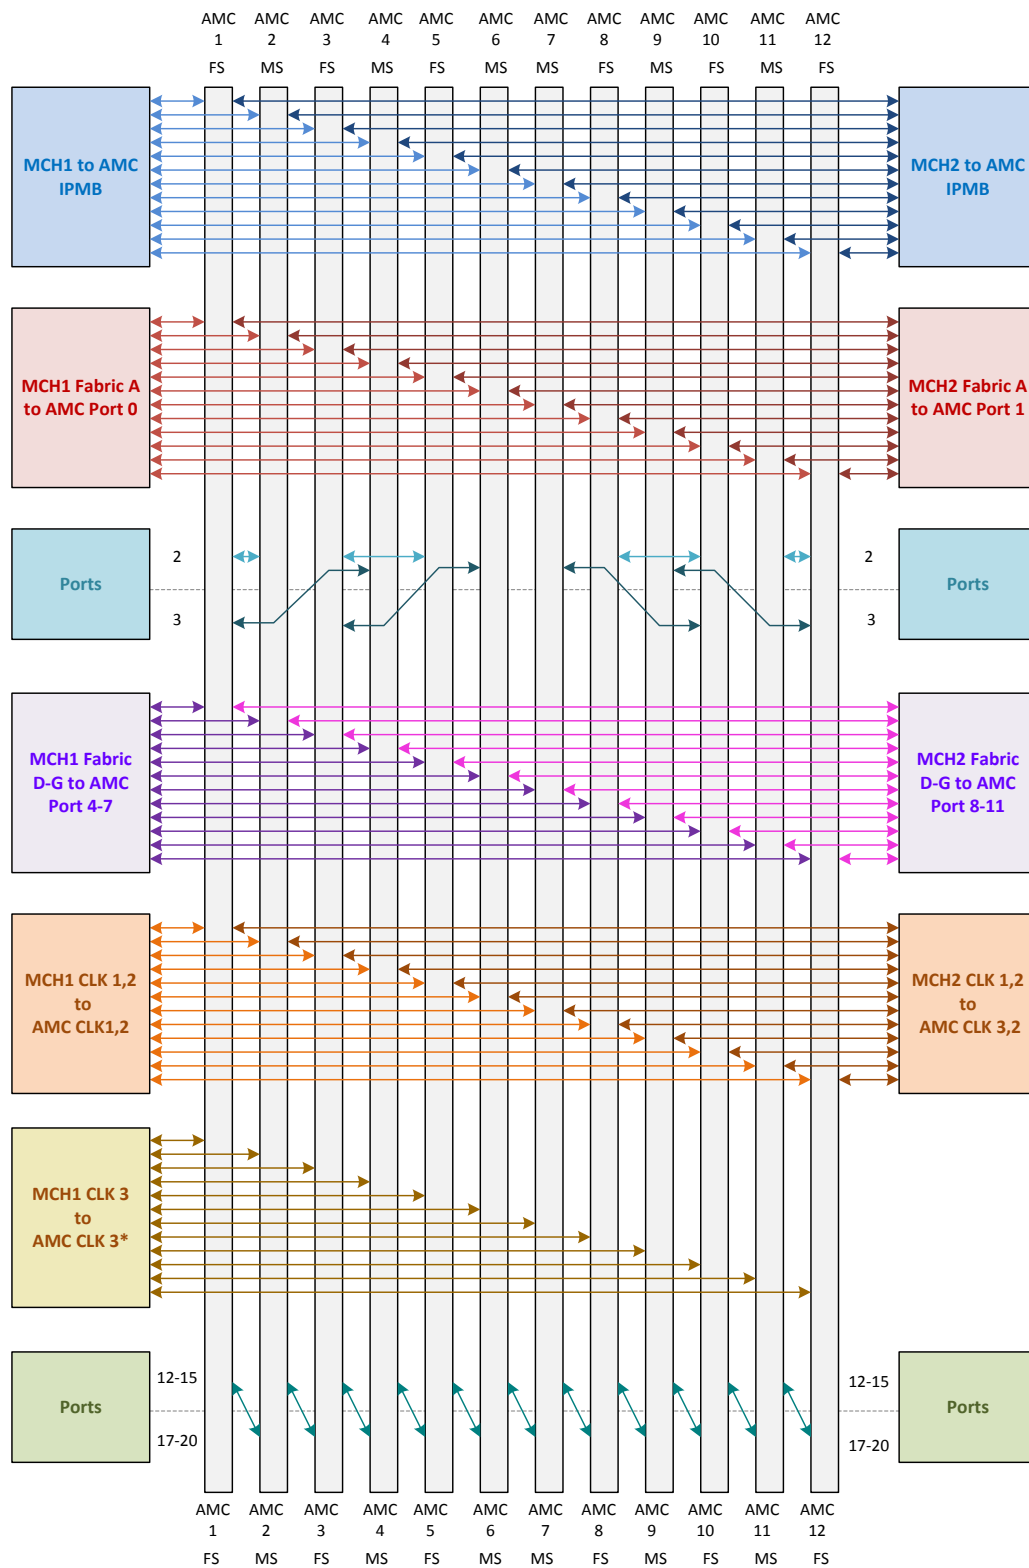 AMC AMC AMC AMC AMC AMC AMC AMC AMC AMC AMC AMC
1 2 3 4 5 6 7 8 9 10 11 12
FS MS FS MS FS MS MS FS MS FS MS FS
MCH1 to AMC
IPMB
MCH2 to AMC
IPMB
MCH1 Fabric A
to AMC Port 0
MCH2 Fabric A
to AMC Port 1
Ports
2
3
2
3
Ports
MCH1 Fabric
D-G to AMC
Port 4-7
MCH2 Fabric
D-G to AMC
Port 8-11
MCH1 CLK 1,2
to
AMC CLK1,2
MCH2 CLK 1,2
to
AMC CLK 3,2
MCH1 CLK 3
to
AMC CLK 3*
Ports
12-15
17-20
12-15
17-20
Ports
AMC AMC AMC AMC AMC AMC AMC AMC AMC AMC AMC AMC
1 2 3 4 5 6 7 8 9 10 11 12
FS MS FS MS FS MS MS FS MS FS MS FS